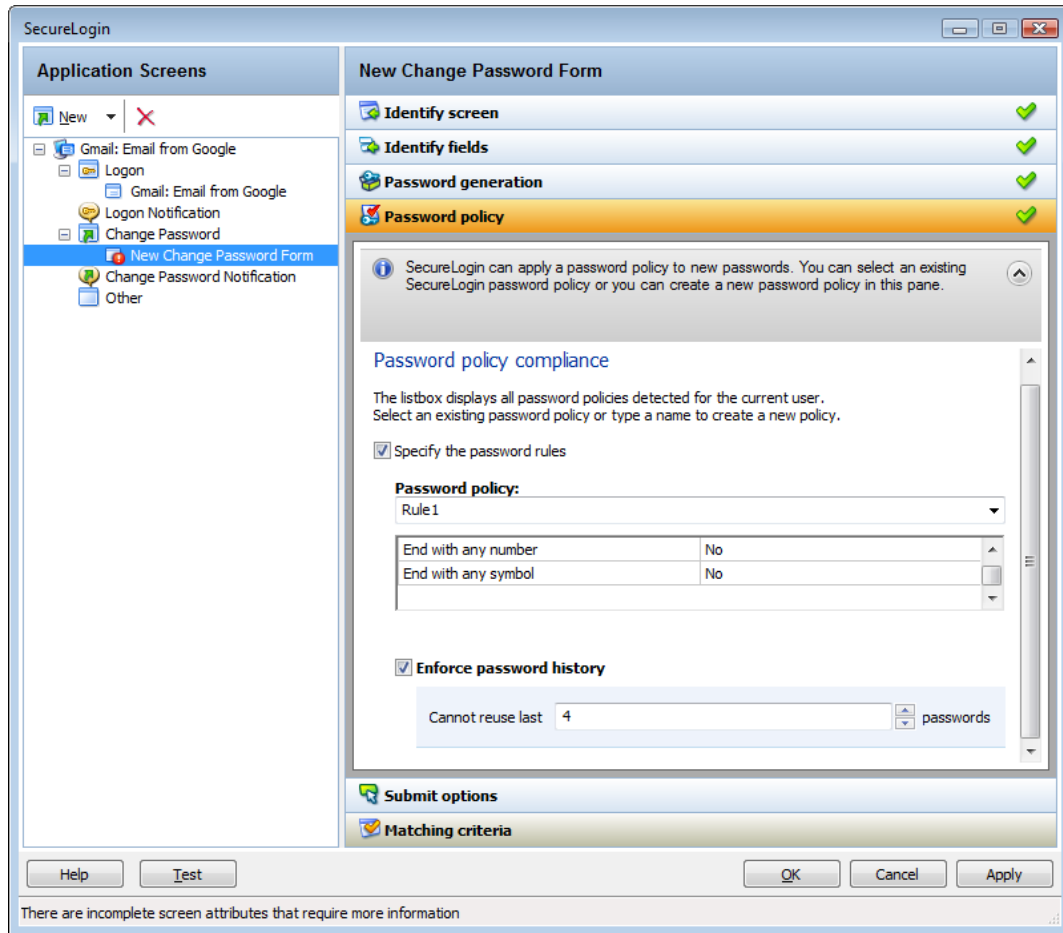 SecureLogin
Application Screens
New
Gmail: Email from Google
Logon
Gmail: Email from Google
Logon Notification
Change Password
New Change Password Form
Change Password Notification
Other
New Change Password Form
Identify screen
Identify fields
Password generation
Password policy
SecureLogin can apply a password policy to new passwords. You can select an existing
SecureLogin password policy or you can create a new password policy in this pane.
Password policy compliance
The listbox displays all password policies detected for the current user.
Select an existing password policy or type a name to create a new policy.
Specify the password rules
Password policy:
Rule1
End with any number No
End with any symbol No
Enforce password history
Cannot reuse last 4 passwords
Submit options
Matching criteria
Help Test OK Cancel Apply
There are incomplete screen attributes that require more information